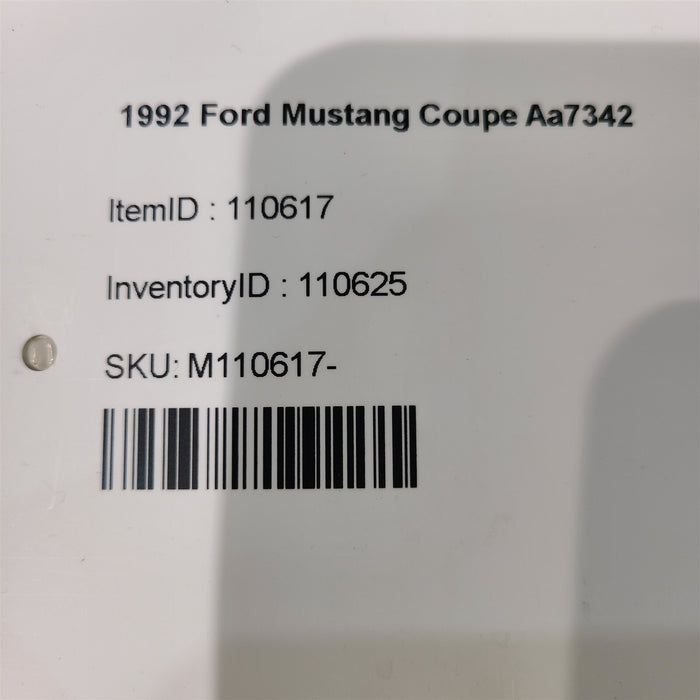 1992 Ford Mustang Coupe Aa7342
ItemID : 110617
InventoryID : 110625
SKU: M110617-